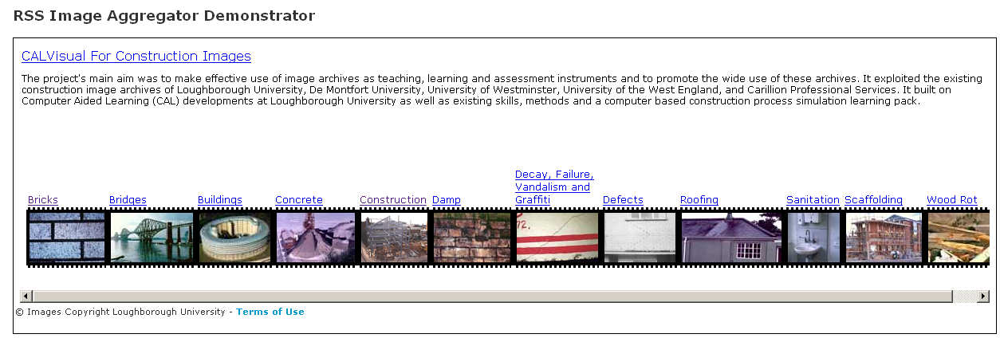 RSS Image Aggregator Demonstrator
CALVisual For Construction Images
The project's main aim was to make effective use of image archives as teaching, learning and assessment instruments and to promote the wide use of these archives. It exploited the existing
construction image archives of Loughborough University, De Montfort University, University of Westminster, University of the West England, and Carillion Professional Services. It built on
Computer Aided Learning (CAL) developments at Loughborough University as well as existing skills, methods and a computer based construction process simulation learning pack.
Bricks
Bridges
Buildings
Concrete
Construction
Damp
Decay, Failure,
Vandalism and
Graffiti
Defects
Roofing
Sanitation
Scaffolding
Wood Rot
72.
© Images Copyright Loughborough University - Terms of Use